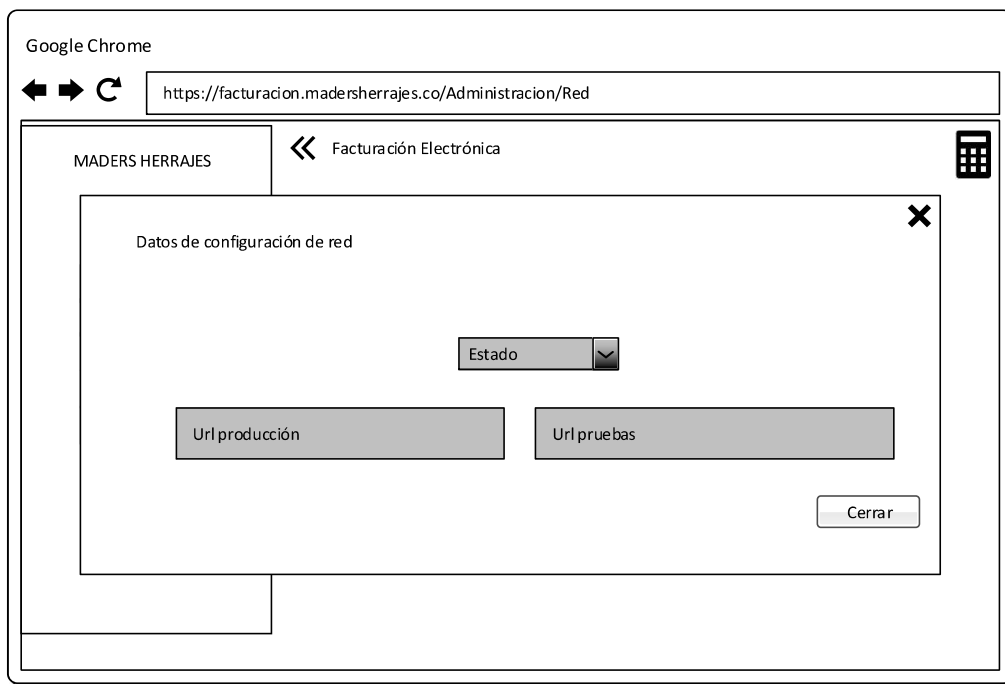 Google Chrome
https://facturacion.madersherrajes.co/Administracion/Red
MADERS HERRAJES
Facturación Electrónica
Datos de configuración de red
Estado
Url producción
Url pruebas
Cerrar